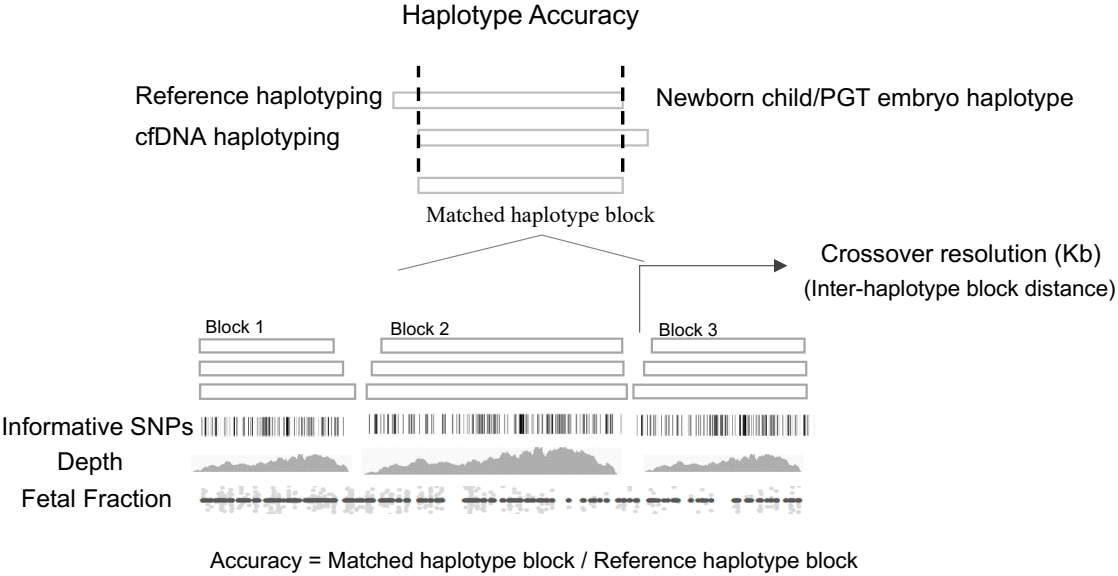 Haplotype Accuracy
Reference haplotyping
Newborn child/PGT embryo haplotype
cfDNA haplotyping
Matched haplotype block
Crossover resolution (Kb)
(Inter-haplotype block distance)
Block 1
Block 2
Block 3
Informative SNPs
Depth
Fetal Fraction
Accuracy = Matched haplotype block / Reference haplotype block